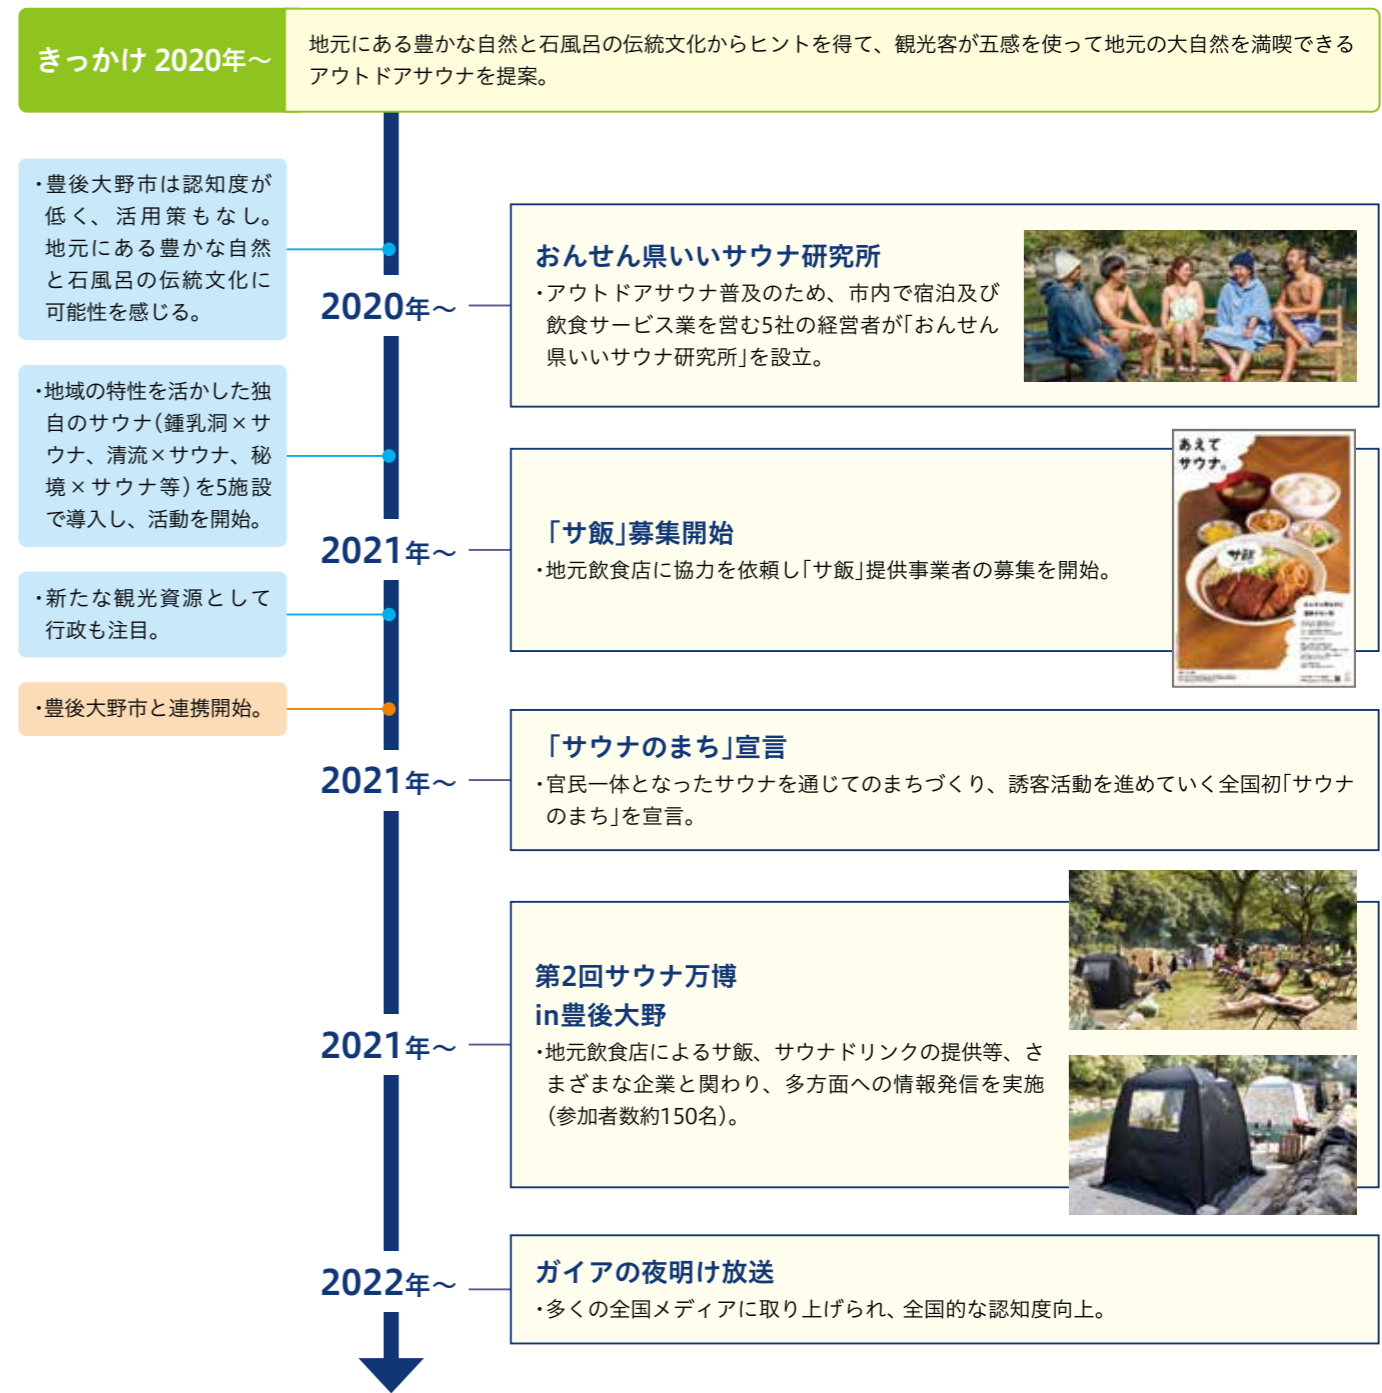 きっかけ 2020年～
地元にある豊かな自然と石風呂の伝統文化からヒントを得て、観光客が五感を使って地元の大自然を満喫できる
アウトドアサウナを提案。
・豊後大野市は認知度が
低く、活用策もなし。
地元にある豊かな自然
と石風呂の伝統文化に
可能性を感じる。
2020年～
おんせん県いいサウナ研究所
・アウトドアサウナ普及のため、市内で宿泊及び
飲食サービス業を営む5社の経営者が「おんせん
県いいサウナ研究所」を設立。
・地域の特性を活かした独
自のサウナ（鍾乳洞×サ
ウナ、清流×サウナ、秘
境×サウナ等）を5施設
で導入し、活動を開始。
2021年～
「サ飯」募集開始
・地元飲食店に協力を依頼し「サ飯」提供事業者の募集を開始。
あえて
サウナ。
サ飯
・新たな観光資源として
行政も注目。
・豊後大野市と連携開始。
2021年～
「サウナのまち」宣言
・官民一体となったサウナを通じてのまちづくり、誘客活動を進めていく全国初「サウナ
のまち」を宣言。
2021年～
第2回サウナ万博
in豊後大野
・地元飲食店によるサ飯、サウナドリンクの提供等、さ
まざまな企業と関わり、多方面への情報発信を実施
（参加者数約150名）。
2022年～
ガイアの夜明け放送
・多くの全国メディアに取り上げられ、全国的な認知度向上。